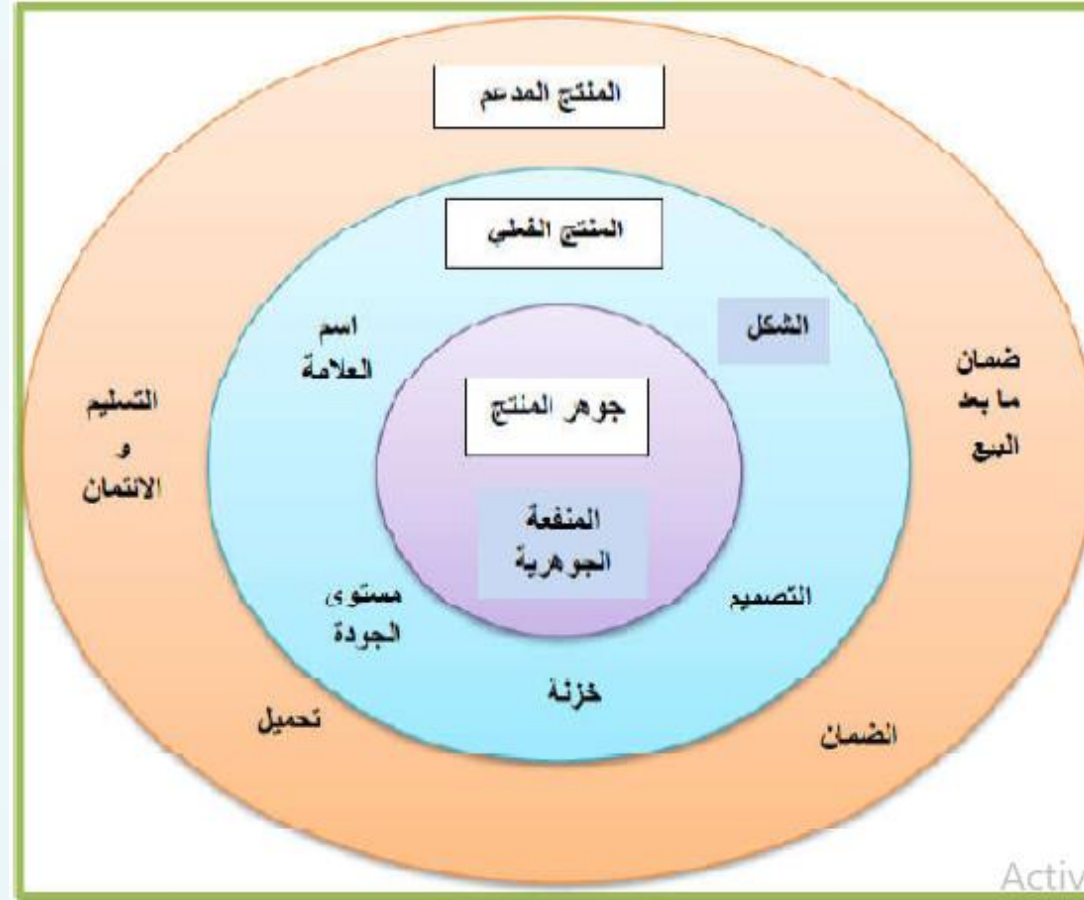 المنتج المدعم
المنتج الفعلي
الشكل
اسم
العلامة
ضمان
ما بعد
البيع
جوهر المنتج
التسليم
و
الائتمان
المنفعة
الجوهرية
التصميم
مستوى
الجودة
خزنة
تحميل
الضمان
Activ